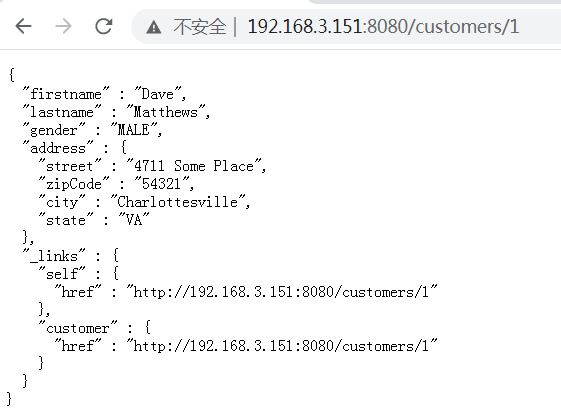 不安全 | 192.168.3.151:8080/customers/1
{
  "firstname" : "Dave",
  "lastname" : "Matthews",
  "gender" : "MALE",
  "address" : {
    "street" : "4711 Some Place",
    "zipCode" : "54321",
    "city" : "Charlottesville",
    "state" : "VA"
  },
  "_links" : {
    "self" : {
      "href" : "http://192.168.3.151:8080/customers/1"
    },
    "customer" : {
      "href" : "http://192.168.3.151:8080/customers/1"
    }
  }
}